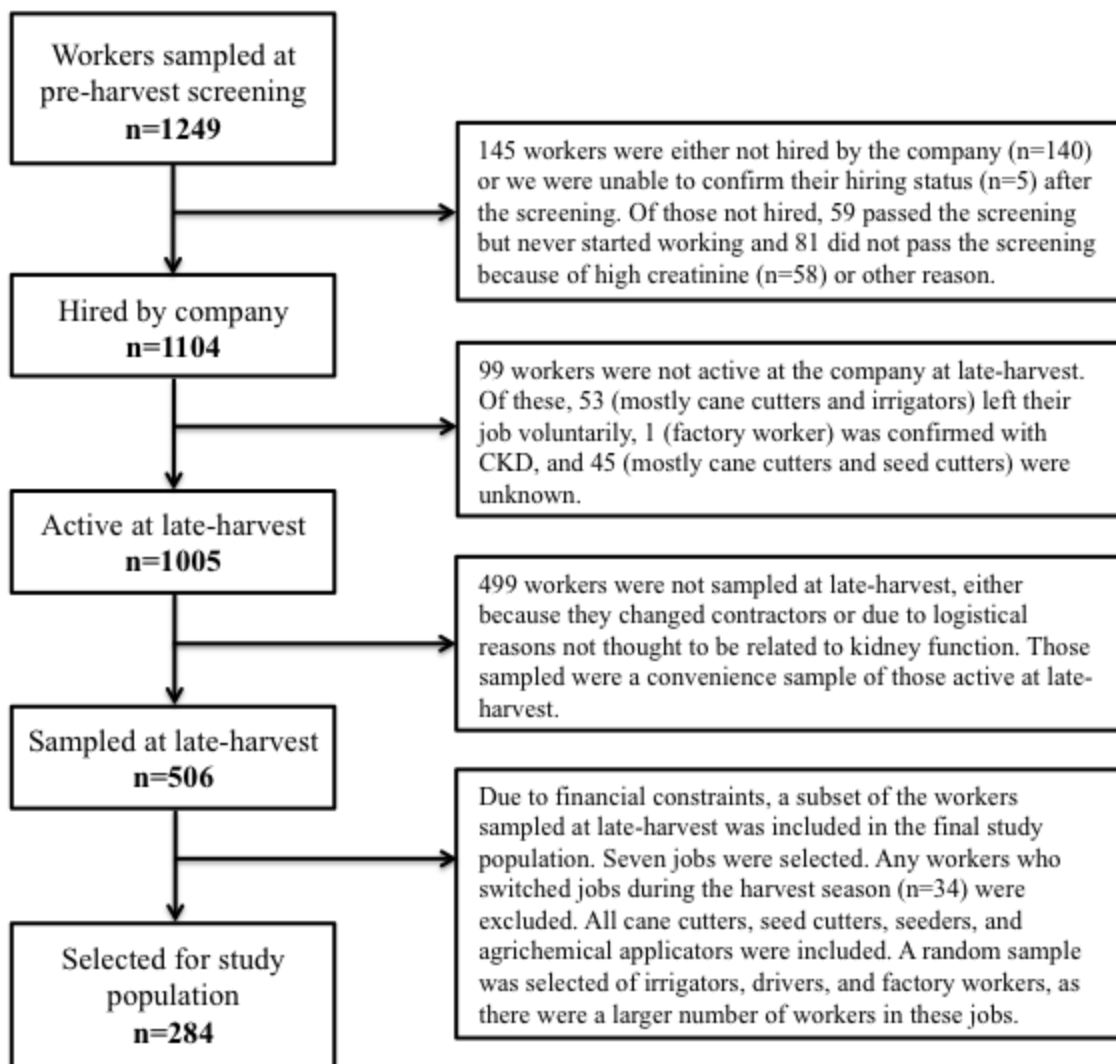 Workers sampled at
pre-harvest screening
n=1249
145 workers were either not hired by the company (n=140)
or we were unable to confirm their hiring status (n=5) after
the screening. Of those not hired, 59 passed the screening
but never started working and 81 did not pass the screening
because of high creatinine (n=58) or other reason.
Hired by company
n=1104
99 workers were not active at the company at late-harvest.
Of these, 53 (mostly cane cutters and irrigators) left their
job voluntarily, 1 (factory worker) was confirmed with
CKD, and 45 (mostly cane cutters and seed cutters) were
unknown.
Active at late-harvest
n=1005
499 workers were not sampled at late-harvest, either
because they changed contractors or due to logistical
reasons not thought to be related to kidney function. Those
sampled were a convenience sample of those active at late-
harvest.
Sampled at late-harvest
n=506
Due to financial constraints, a subset of the workers
sampled at late-harvest was included in the final study
population. Seven jobs were selected. Any workers who
switched jobs during the harvest season (n=34) were
excluded. All cane cutters, seed cutters, seeders, and
agrichemical applicators were included. A random sample
was selected of irrigators, drivers, and factory workers, as
there were a larger number of workers in these jobs.
Selected for study
population
n=284